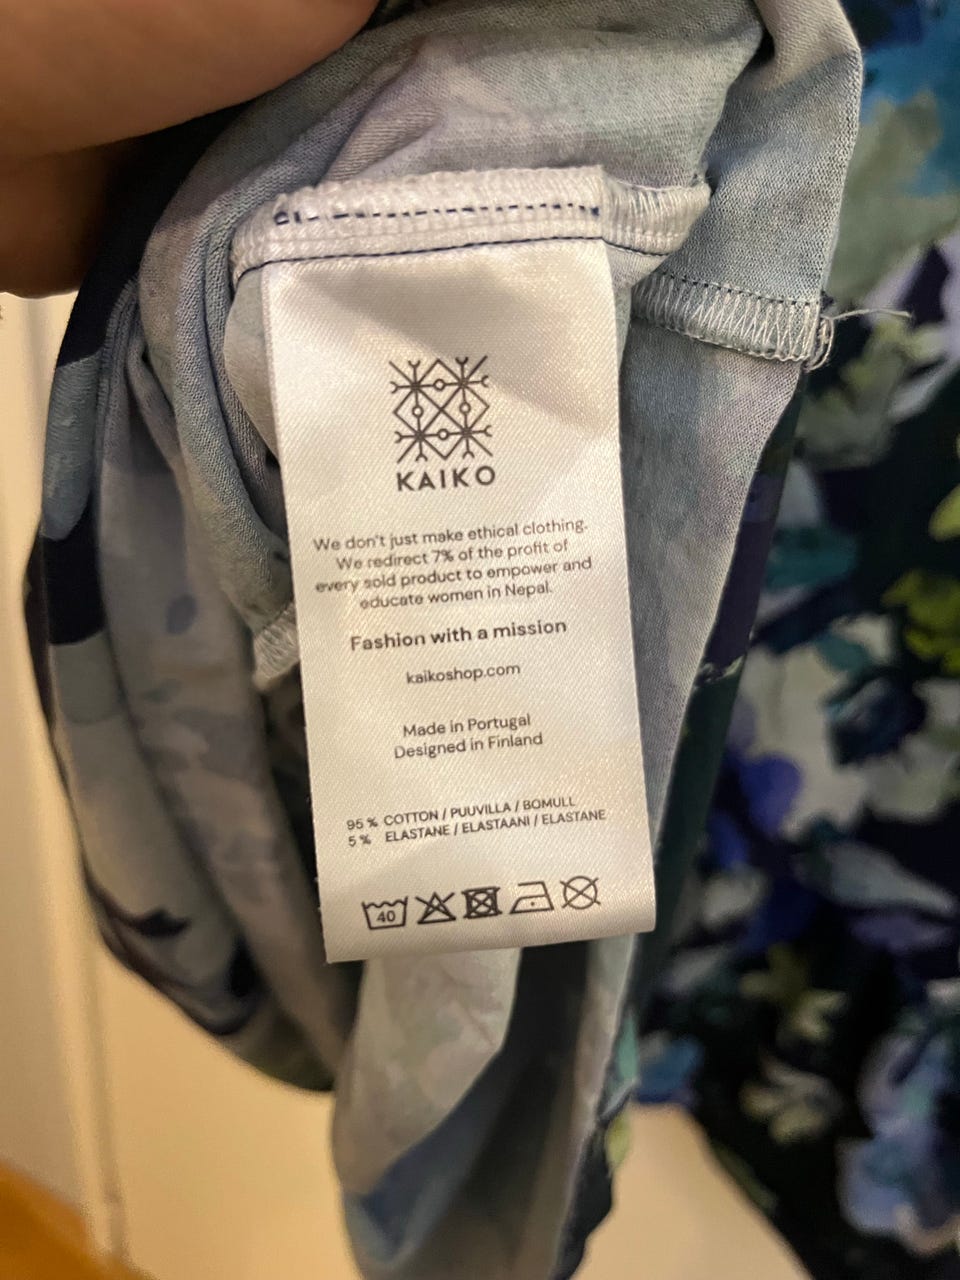 KAIKO
We don't just make ethical clothing.
We redirect 7% of the profit of
every sold product to empower and
educate women in Nepal.
Fashion with a mission
kaikoshop.com
Made in Portugal
Designed in Finland
95 % COTTON / PUUVILLA / BOMULL
5 % ELASTANE / ELASTAANI / ELASTANE
40